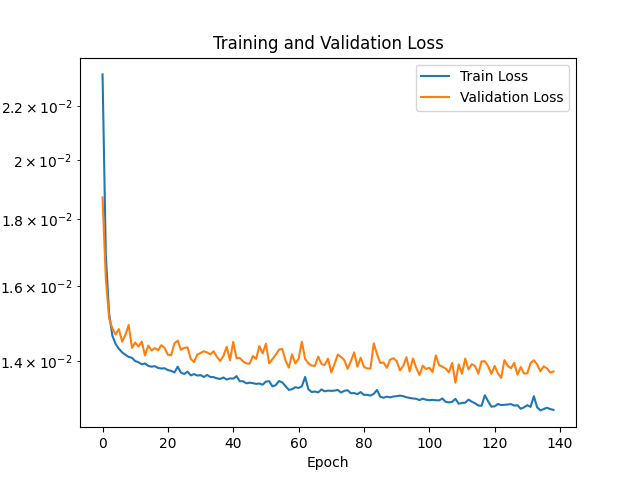 Training and Validation Loss
Train Loss
Validation Loss
2.2 × 10⁻²
2 × 10⁻²
1.8 × 10⁻²
1.6 × 10⁻²
1.4 × 10⁻²
0 20 40 60 80 100 120 140
Epoch